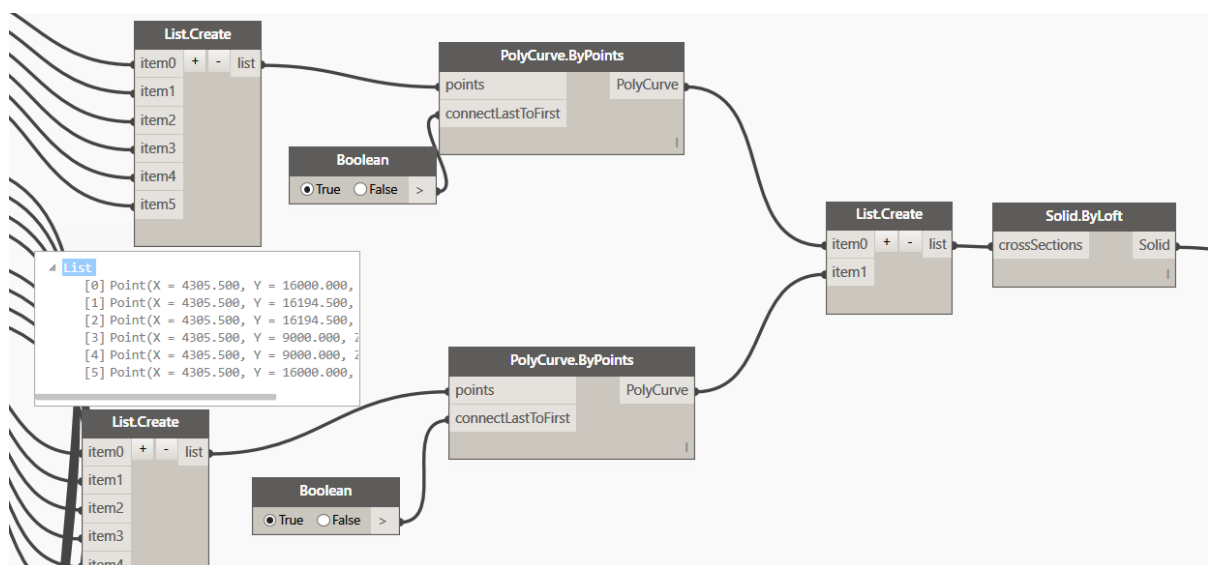 List.Create
item0 + - list
item1
item2
item3
item4
item5
PolyCurve.ByPoints
points PolyCurve
connectLastToFirst
Boolean
True False >
List
[0] Point(X = 4305.500, Y = 16000.000,
[1] Point(X = 4305.500, Y = 16194.500,
[2] Point(X = 4305.500, Y = 16194.500,
[3] Point(X = 4305.500, Y = 9000.000, Z
[4] Point(X = 4305.500, Y = 9000.000, Z
[5] Point(X = 4305.500, Y = 16000.000,
List.Create
item0 + - list
item1
Solid.ByLoft
crossSections Solid
PolyCurve.ByPoints
points PolyCurve
connectLastToFirst
List.Create
item0 + - list
item1
item2
item3
item4
Boolean
True False >